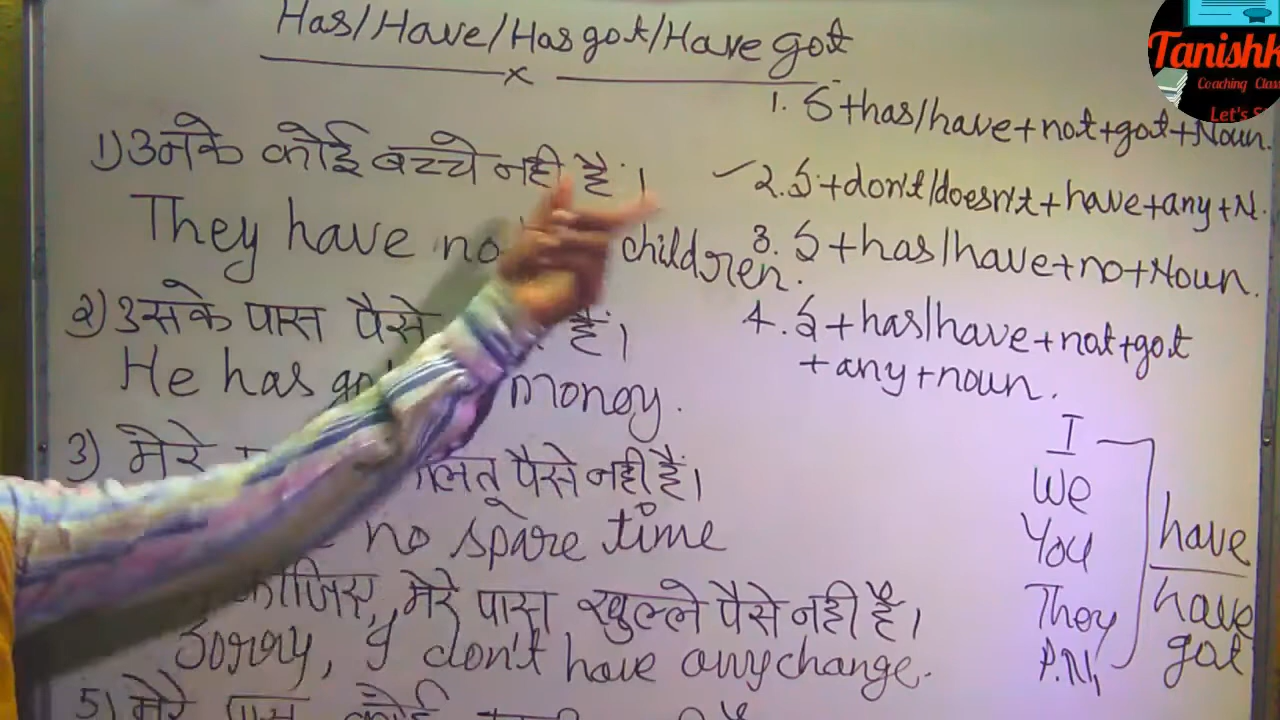 Has/Have/Has got/Have got
1) उनके कोई बच्चे नही हैं।
They have no children.
2) उसके पास पैसे हैं।
He has money.
3) मेरे पैसे नही हैं।
no spare time
मेरे पास खुल्ले पैसे नही है।
Sorry, I don't have any change.
5) मेरे पास कोई
1. S+has/have+not+got+Noun.
2. S+don't/doesn't+have+any+N.
3. S+has/have+no+Noun.
4. S+has/have+not+got
+any+noun.
I
We
You
They
P.N,
have
have
got
Tanishk
Coaching Clas
Let's S